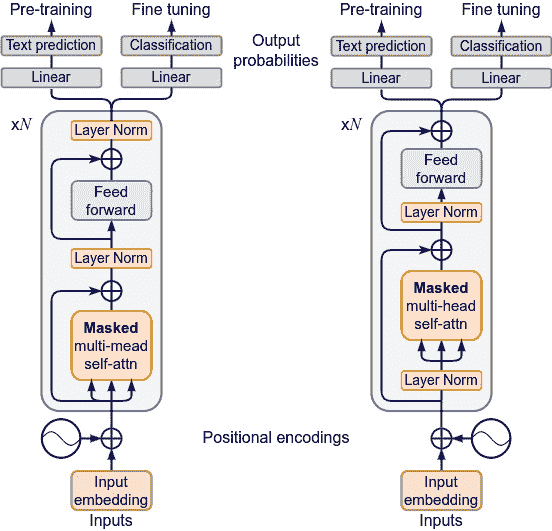 Pre-training
Fine tuning
Text prediction
Classification
Linear
Linear
xN
Layer Norm
Feed
forward
Layer Norm
Masked
multi-mead
self-attn
Input
embedding
Inputs
Output
probabilities
Positional encodings
Pre-training
Fine tuning
Text prediction
Classification
Linear
Linear
xN
Feed
forward
Layer Norm
Masked
multi-head
self-attn
Layer Norm
Input
embedding
Inputs